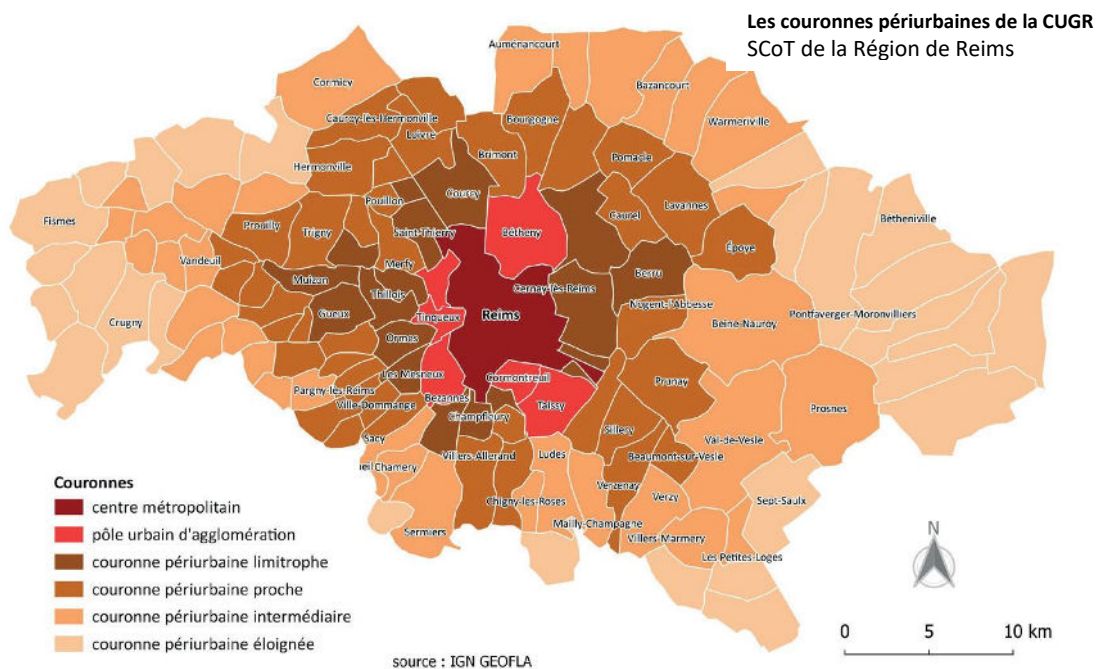 Les couronnes périurbaines de la CUGR
SCoT de la Région de Reims
Auménancourt
Cormicy
Bazancourt
Warmeriville
Cauroy-lès-Hermonville
Bourgogne
Loivre
Brimont
Pomacle
Hermonville
Courcy
Pouillon
Lavannes
Caurel
Fismes
Bétheniville
Prouilly
Trigny
Saint-Thierry
Bétheny
Époye
Vandeuil
Merfy
Berru
Muizon
Thillois
Cernay-lès-Reims
Nogent-l'Abbesse
Gueux
Tinqueux
Reims
Pontfaverger-Moronvilliers
Crugny
Beine-Nauroy
Ormes
Les Mesneux
Cormontreuil
Prunay
Pargny-lès-Reims
Bezannes
Taissy
Ville-Dommange
Prosnes
Champfleury
Sillery
Sacy
Val-de-Vesle
Villers-Allerand
Ludes
Beaumont-sur-Vesle
eil Chamery
Verzenay
Verzy
Sept-Saulx
Chigny-les-Roses
Mailly-Champagne
Sermiers
Villers-Marmery
Les Petites-Loges
Couronnes
centre métropolitain
pôle urbain d'agglomération
couronne périurbaine limitrophe
couronne périurbaine proche
couronne périurbaine intermédiaire
couronne périurbaine éloignée
N
0 5 10 km
source : IGN GEOFLA